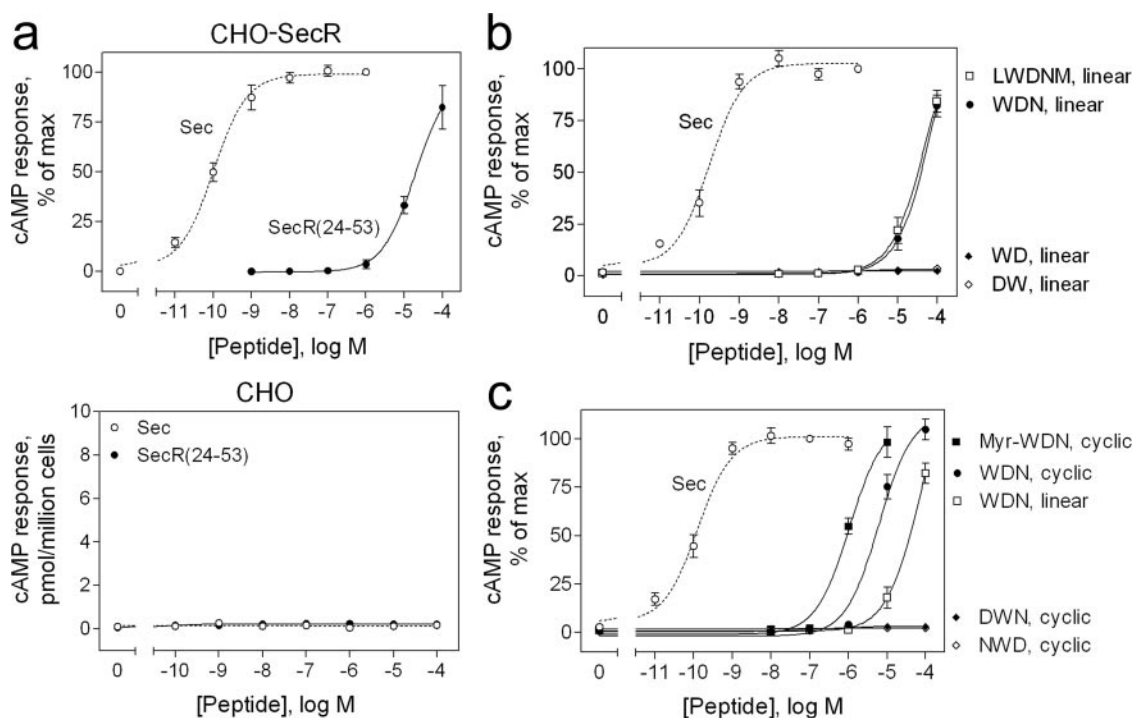 a
CHO-SecR
cAMP response,
% of max
100
75
50
25
0
Sec
SecR(24-53)
0 -11 -10 -9 -8 -7 -6 -5 -4
[Peptide], log M
CHO
cAMP response,
pmol/million cells
10
8
6
4
2
0
Sec
SecR(24-53)
0 -10 -9 -8 -7 -6 -5 -4
[Peptide], log M
b
cAMP response,
% of max
100
75
50
25
0
Sec
LWDNM, linear
WDN, linear
WD, linear
DW, linear
0 -11 -10 -9 -8 -7 -6 -5 -4
[Peptide], log M
c
cAMP response,
% of max
100
75
50
25
0
Sec
Myr-WDN, cyclic
WDN, cyclic
WDN, linear
DWN, cyclic
NWD, cyclic
0 -11 -10 -9 -8 -7 -6 -5 -4
[Peptide], log M